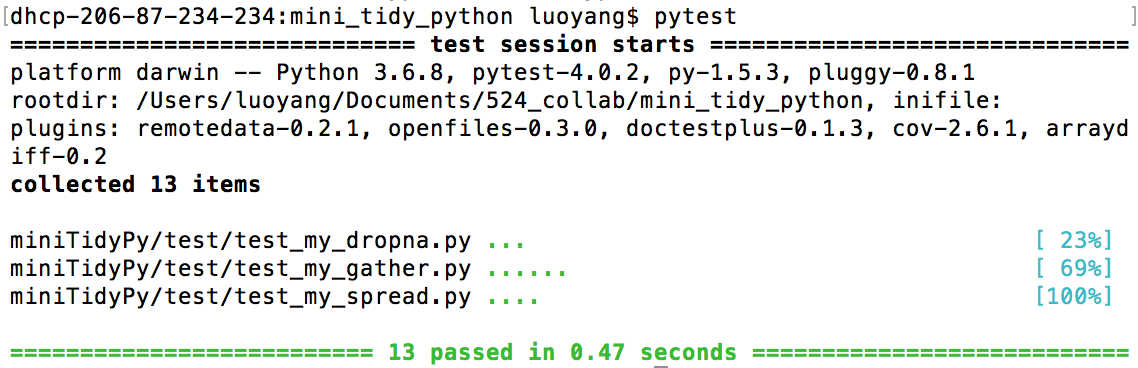 [dhcp-206-87-234-234:mini_tidy_python luoyang$ pytest ]
============================= test session starts ==============================
platform darwin -- Python 3.6.8, pytest-4.0.2, py-1.5.3, pluggy-0.8.1
rootdir: /Users/luoyang/Documents/524_collab/mini_tidy_python, inifile:
plugins: remotedata-0.2.1, openfiles-0.3.0, doctestplus-0.1.3, cov-2.6.1, arrayd
iff-0.2
collected 13 items
miniTidyPy/test/test_my_dropna.py ... [ 23%]
miniTidyPy/test/test_my_gather.py ...... [ 69%]
miniTidyPy/test/test_my_spread.py .... [100%]
========================== 13 passed in 0.47 seconds ===========================